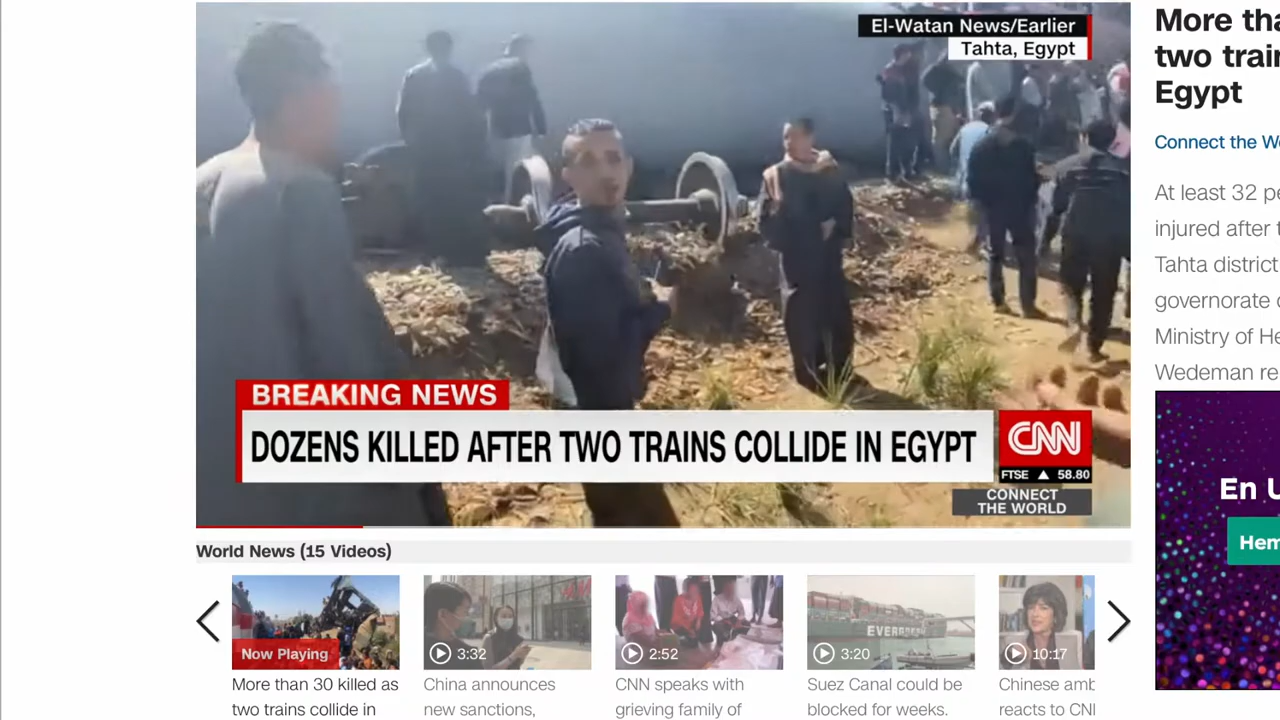 El-Watan News/Earlier
Tahta, Egypt
BREAKING NEWS
DOZENS KILLED AFTER TWO TRAINS COLLIDE IN EGYPT
CNN
FTSE ▲ 58.80
CONNECT
THE WORLD
World News (15 Videos)
Now Playing
More than 30 killed as
two trains collide in
3:32
China announces
new sanctions,
2:52
CNN speaks with
grieving family of
EVERGREEN
3:20
Suez Canal could be
blocked for weeks.
10:17
Chinese amb
reacts to CNN
More tha
two train
Egypt
Connect the Wo
At least 32 pe
injured after t
Tahta district
governorate o
Ministry of He
Wedeman re
En U
Hem